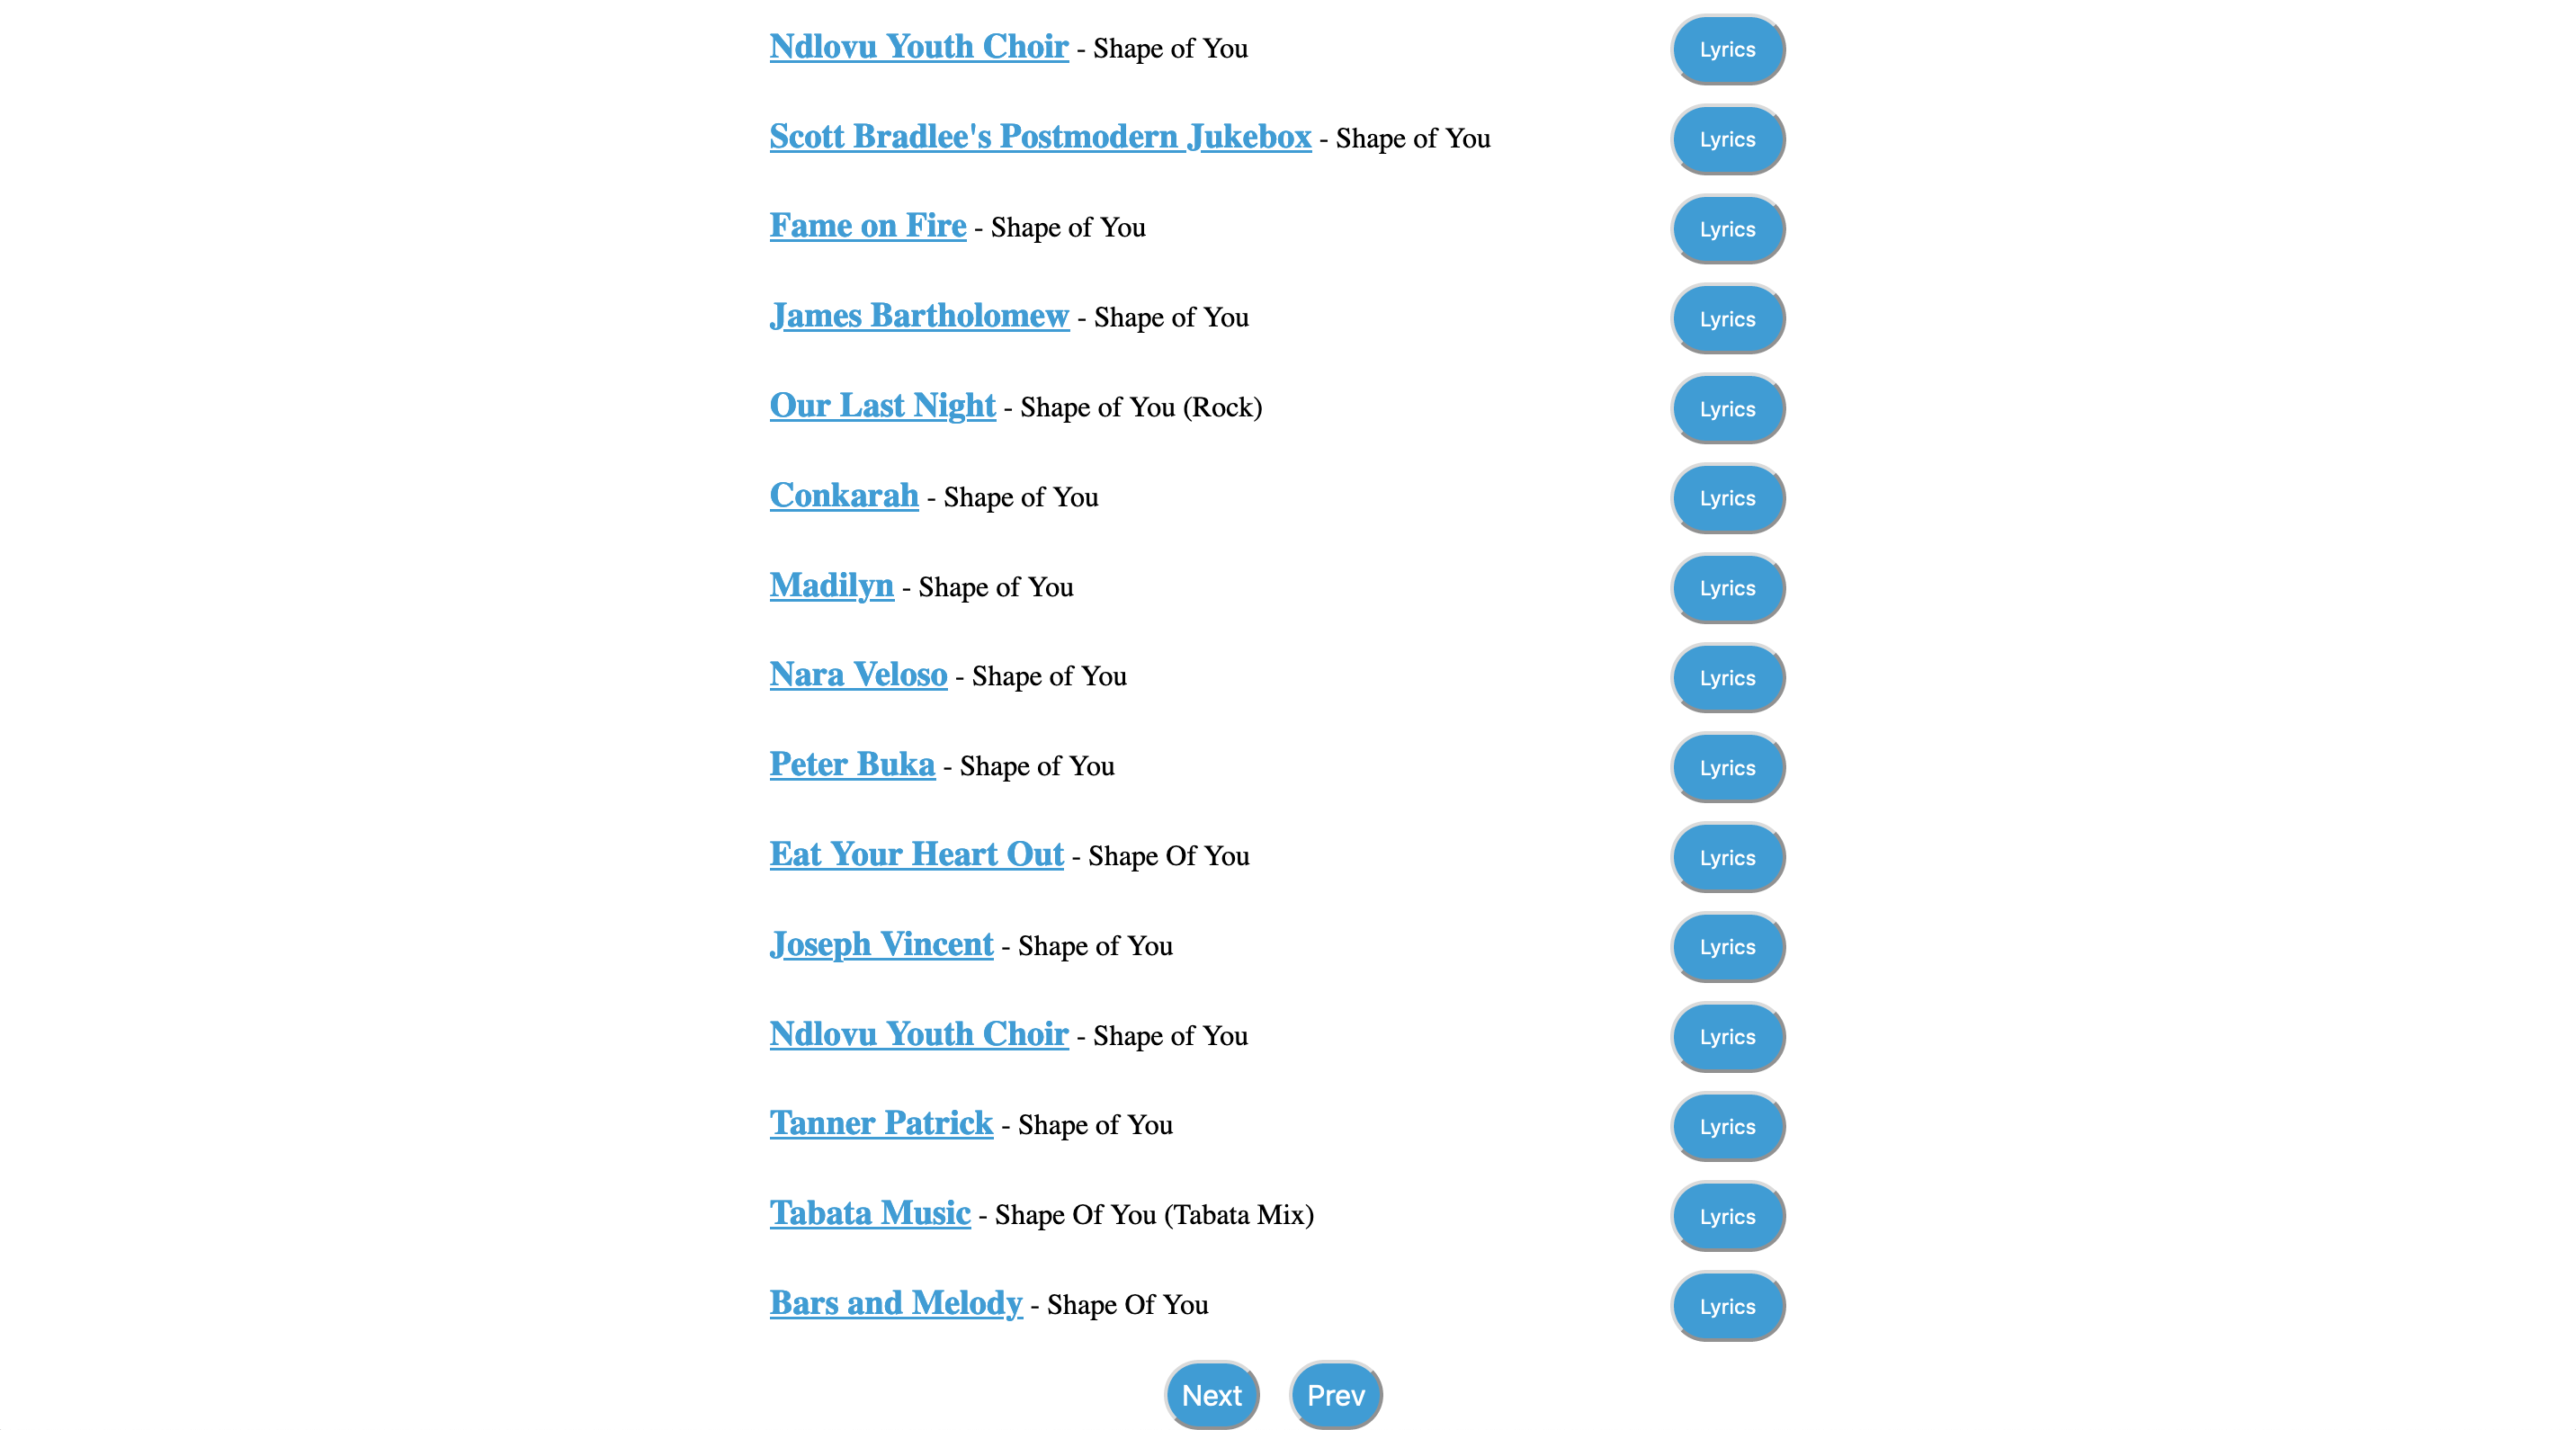 Ndlovu Youth Choir - Shape of You Lyrics
Scott Bradlee's Postmodern Jukebox - Shape of You Lyrics
Fame on Fire - Shape of You Lyrics
James Bartholomew - Shape of You Lyrics
Our Last Night - Shape of You (Rock) Lyrics
Conkarah - Shape of You Lyrics
Madilyn - Shape of You Lyrics
Nara Veloso - Shape of You Lyrics
Peter Buka - Shape of You Lyrics
Eat Your Heart Out - Shape Of You Lyrics
Joseph Vincent - Shape of You Lyrics
Ndlovu Youth Choir - Shape of You Lyrics
Tanner Patrick - Shape of You Lyrics
Tabata Music - Shape Of You (Tabata Mix) Lyrics
Bars and Melody - Shape Of You Lyrics
Next Prev